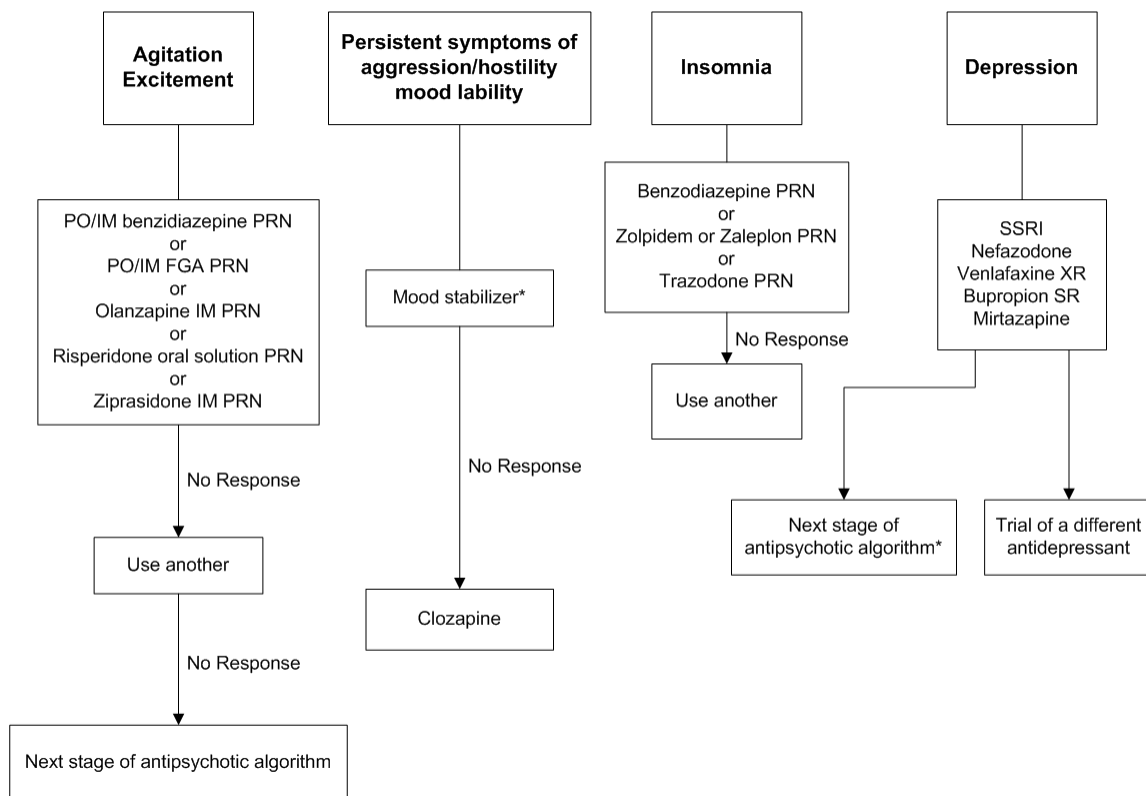 Agitation
Excitement
PO/IM benzidiazepine PRN
or
PO/IM FGA PRN
or
Olanzapine IM PRN
or
Risperidone oral solution PRN
or
Ziprasidone IM PRN
No Response
Use another
No Response
Next stage of antipsychotic algorithm
Persistent symptoms of
aggression/hostility
mood lability
Mood stabilizer*
No Response
Clozapine
Insomnia
Benzodiazepine PRN
or
Zolpidem or Zaleplon PRN
or
Trazodone PRN
No Response
Use another
Depression
SSRI
Nefazodone
Venlafaxine XR
Bupropion SR
Mirtazapine
Next stage of
antipsychotic algorithm*
Trial of a different
antidepressant